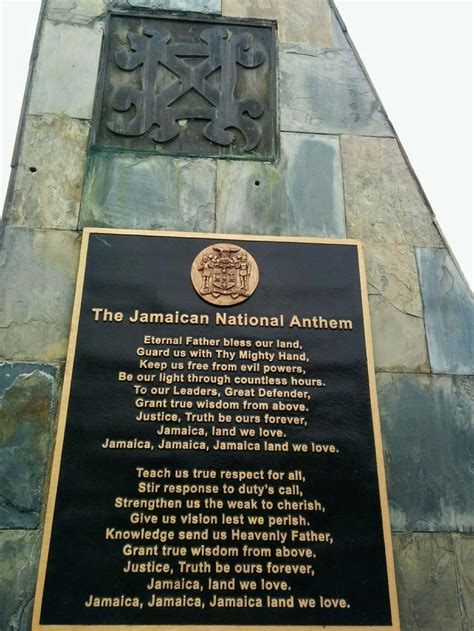 The Jamaican National Anthem
Eternal Father bless our land,
Guard us with Thy Mighty Hand,
Keep us free from evil powers,
Be our light through countless hours.
To our Leaders, Great Defender,
Grant true wisdom from above.
Justice, Truth be ours forever,
Jamaica, land we love.
Jamaica, Jamaica, Jamaica land we love.
Teach us true respect for all,
Stir response to duty's call,
Strengthen us the weak to cherish,
Give us vision lest we perish.
Knowledge send us Heavenly Father,
Grant true wisdom from above.
Justice, Truth be ours forever,
Jamaica, land we love.
Jamaica, Jamaica, Jamaica land we love.